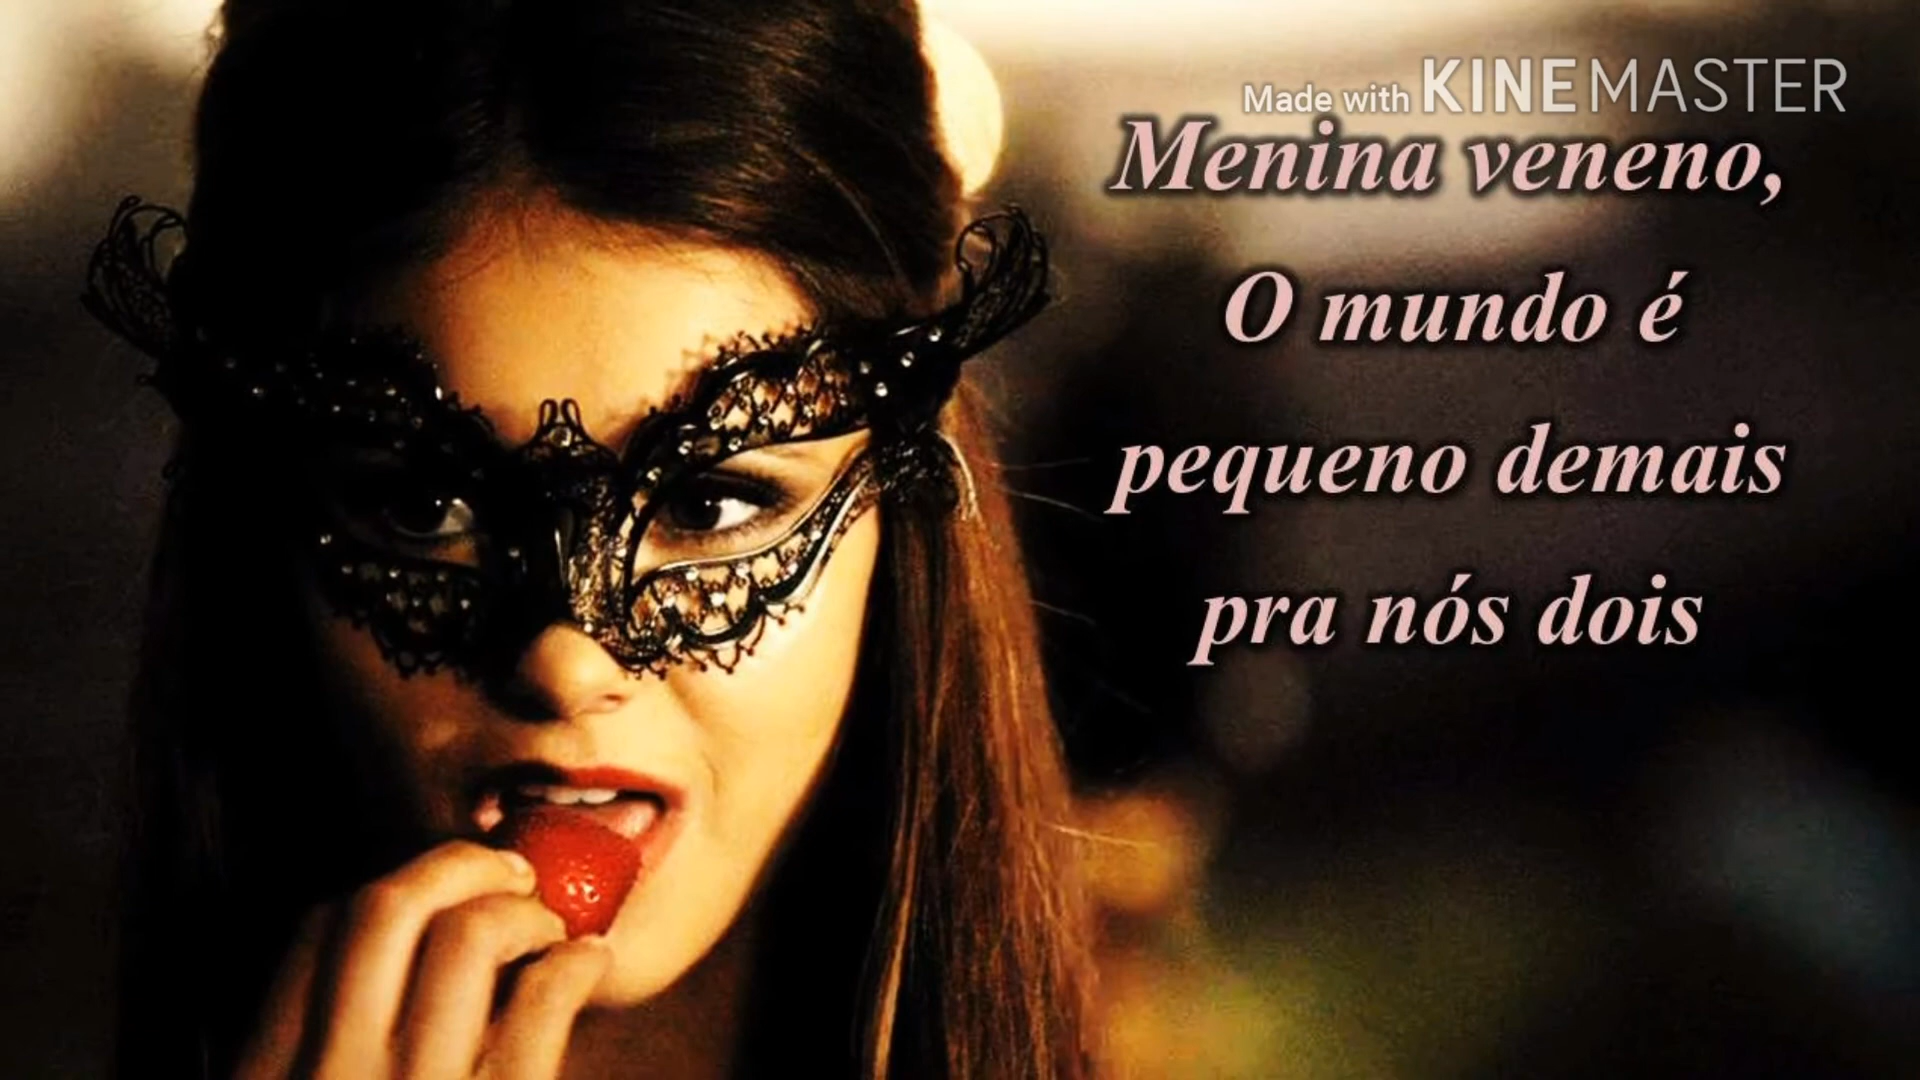 Made with KINEMASTER
Menina veneno,
O mundo é
pequeno demais
pra nós dois